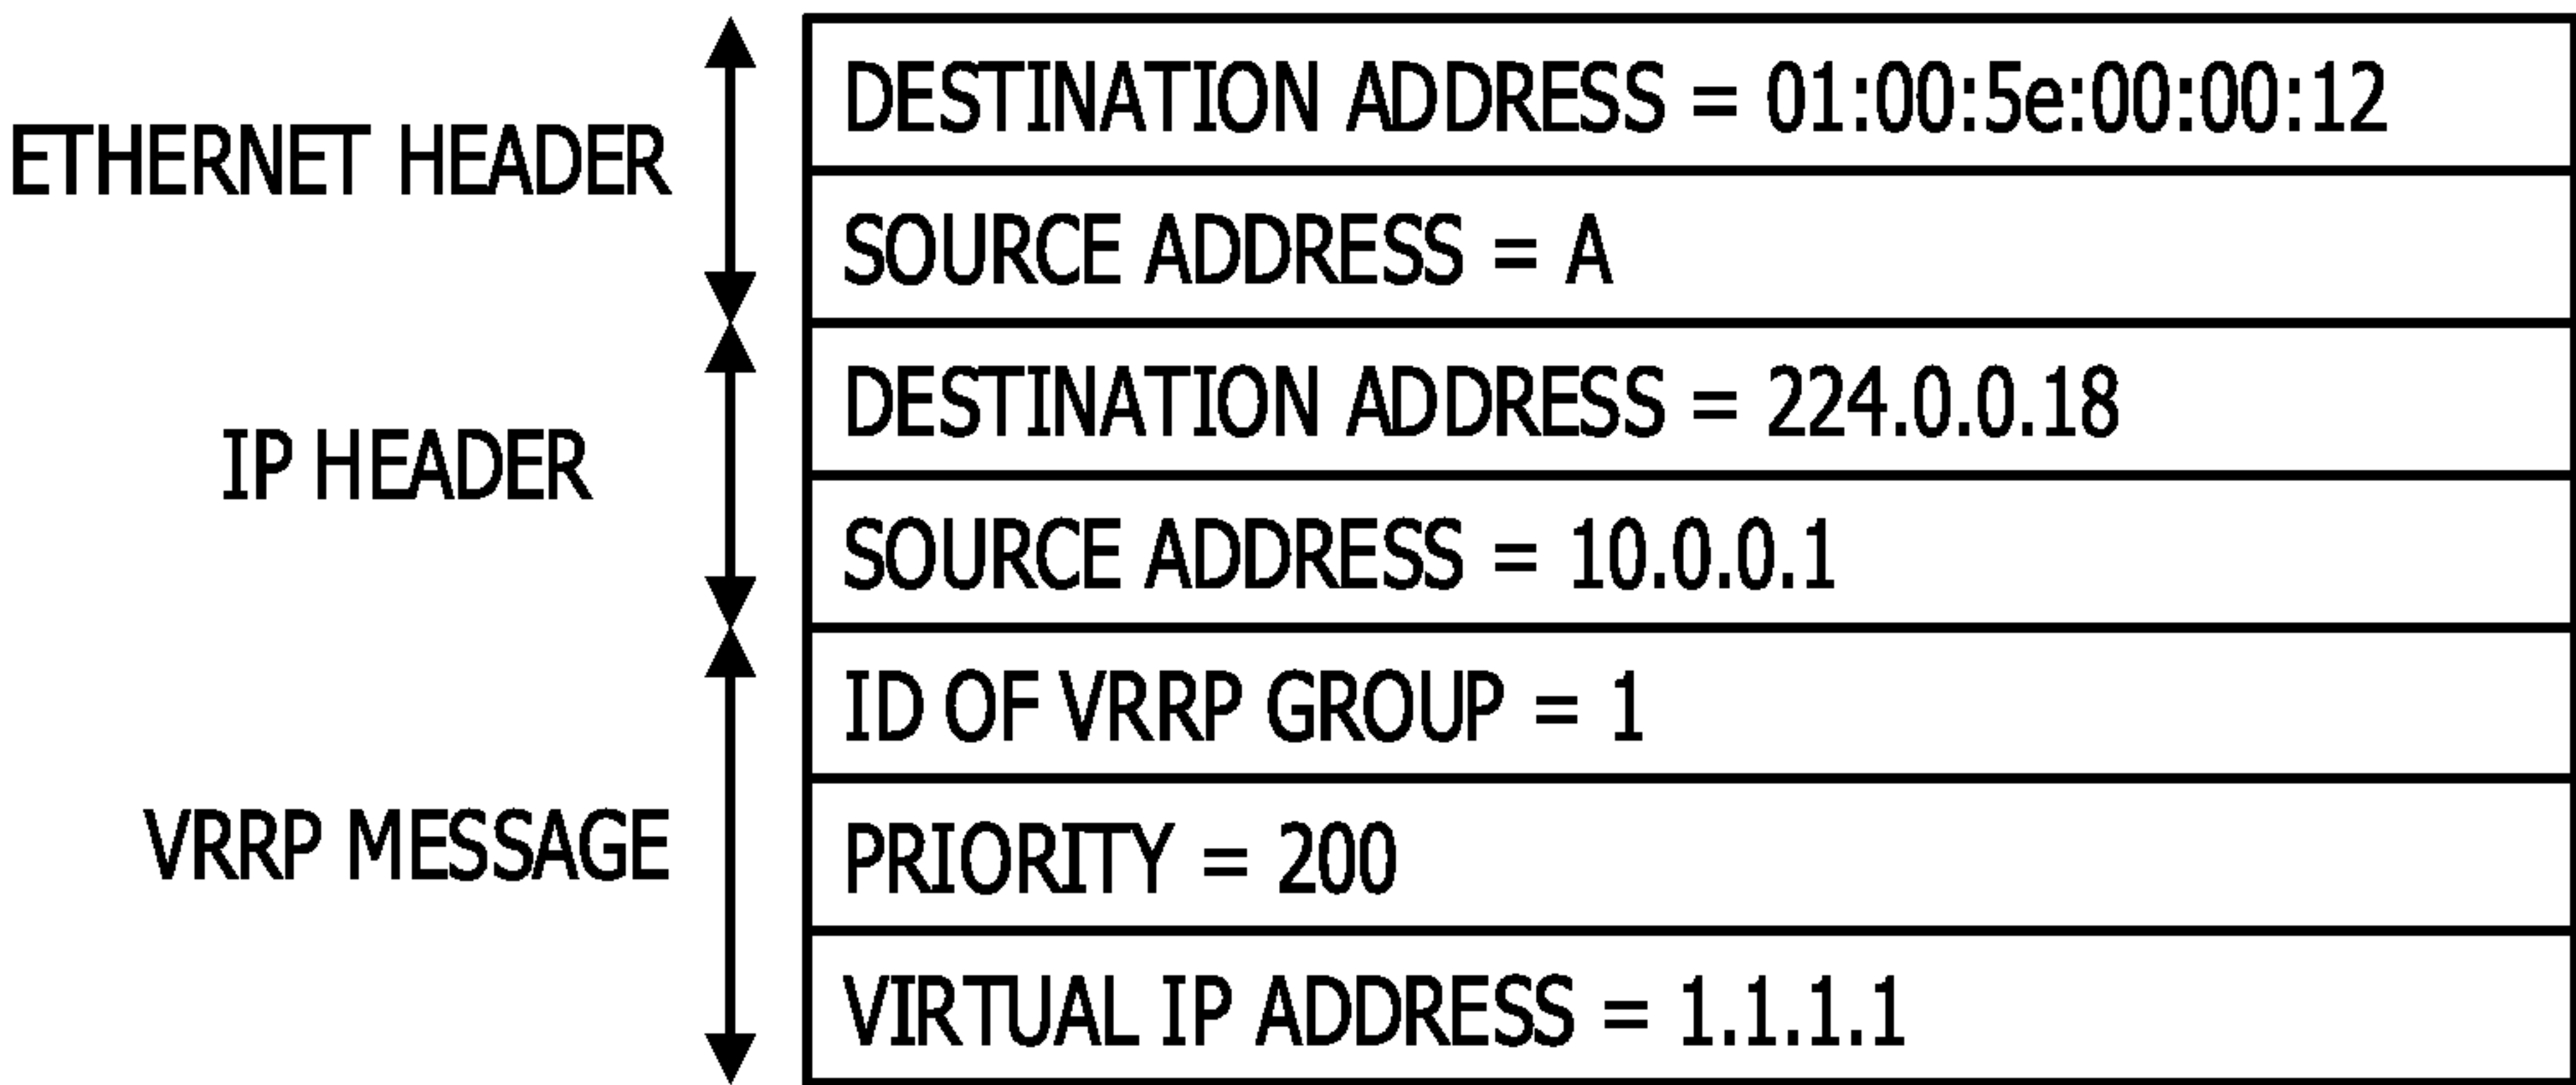 ETHERNET HEADER
DESTINATION ADDRESS = 01:00:5e:00:00:12
SOURCE ADDRESS = A
IP HEADER
DESTINATION ADDRESS = 224.0.0.18
SOURCE ADDRESS = 10.0.0.1
VRRP MESSAGE
ID OF VRRP GROUP = 1
PRIORITY = 200
VIRTUAL IP ADDRESS = 1.1.1.1